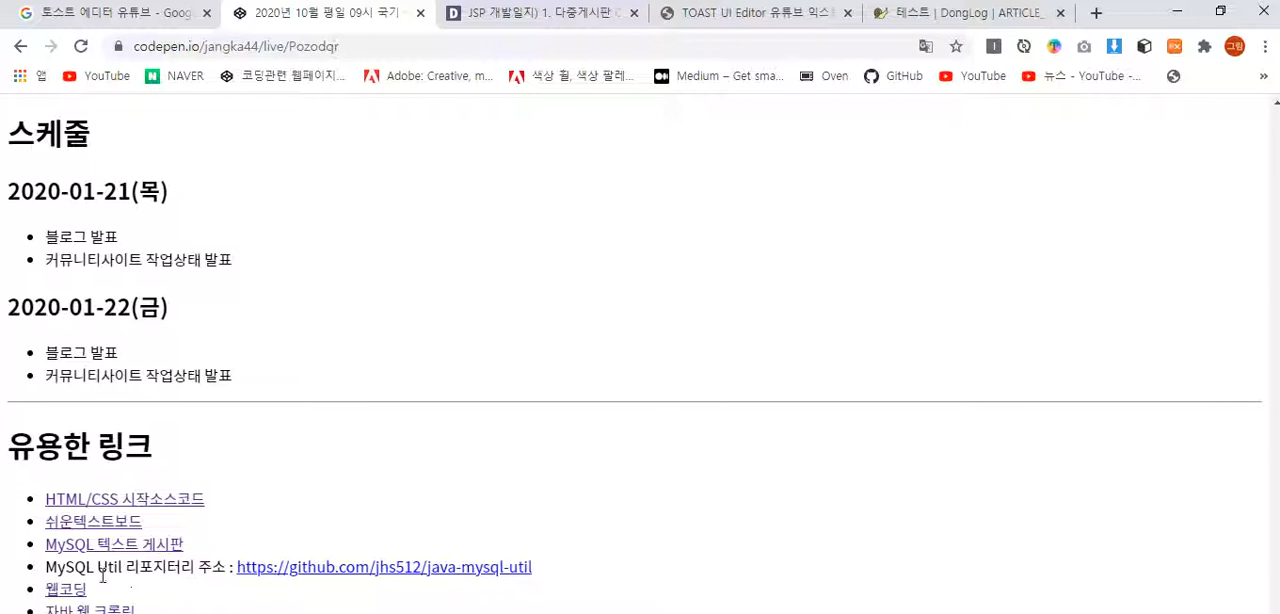 토스트 에디터 유튜브 - Goog
2020년 10월 평일 09시 국기
JSP 개발일지) 1. 다중게시판 C
TOAST UI Editor 유튜브 익스
테스트 | DongLog | ARTICLE_
codepen.io/jangka44/live/Pozodqr
앱
YouTube
NAVER
코딩관련 웹페이지...
Adobe: Creative, m...
색상 휠, 색상 팔레...
Medium – Get sma...
Oven
GitHub
YouTube
뉴스 - YouTube -...
»
스케줄
2020-01-21(목)
• 블로그 발표
• 커뮤니티사이트 작업상태 발표
2020-01-22(금)
• 블로그 발표
• 커뮤니티사이트 작업상태 발표
유용한 링크
• HTML/CSS 시작소스코드
• 쉬운텍스트보드
• MySQL 텍스트 게시판
• MySQL Util 리포지터리 주소 : https://github.com/jhs512/java-mysql-util
• 웹코딩
• 자바 웹 크롤링